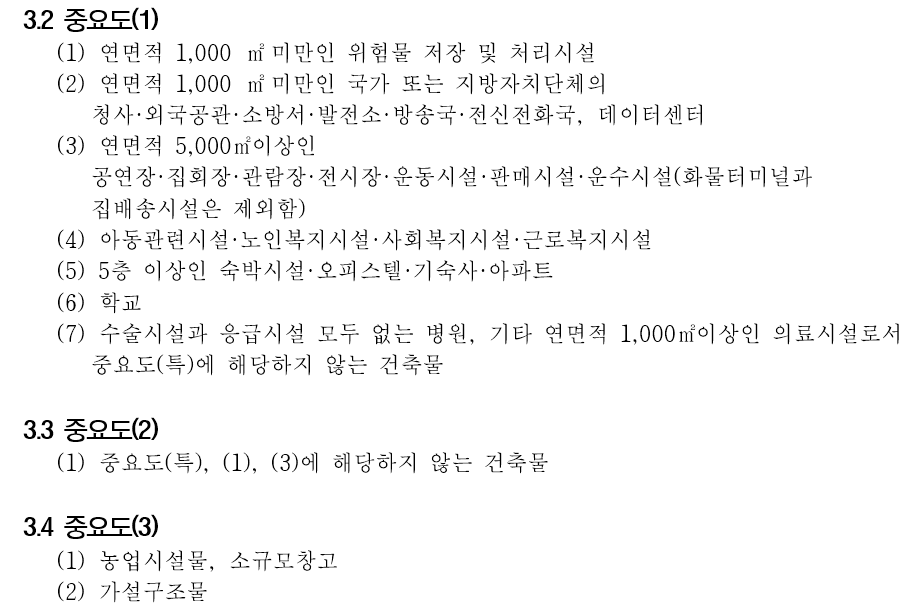 3.2 중요도(1)
(1) 연면적 1,000 ㎡미만인 위험물 저장 및 처리시설
(2) 연면적 1,000 ㎡미만인 국가 또는 지방자치단체의
청사·외국공관·소방서·발전소·방송국·전신전화국, 데이터센터
(3) 연면적 5,000㎡이상인
공연장·집회장·관람장·전시장·운동시설·판매시설·운수시설(화물터미널과
집배송시설은 제외함)
(4) 아동관련시설·노인복지시설·사회복지시설·근로복지시설
(5) 5층 이상인 숙박시설·오피스텔·기숙사·아파트
(6) 학교
(7) 수술시설과 응급시설 모두 없는 병원, 기타 연면적 1,000㎡이상인 의료시설로서
중요도(특)에 해당하지 않는 건축물
3.3 중요도(2)
(1) 중요도(특), (1), (3)에 해당하지 않는 건축물
3.4 중요도(3)
(1) 농업시설물, 소규모창고
(2) 가설구조물